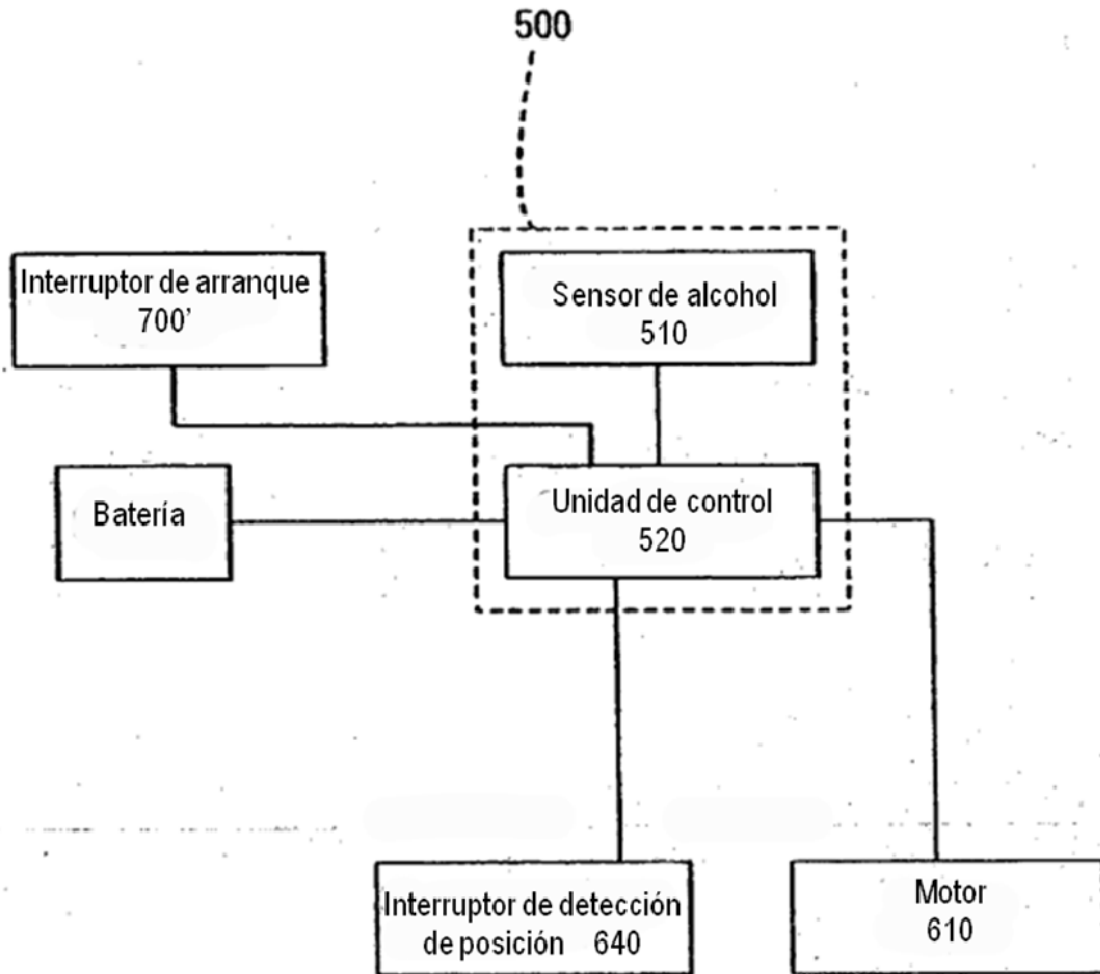 500
Interruptor de arranque
700'
Sensor de alcohol
510
Batería
Unidad de control
520
Interruptor de detección
de posición 640
Motor
610